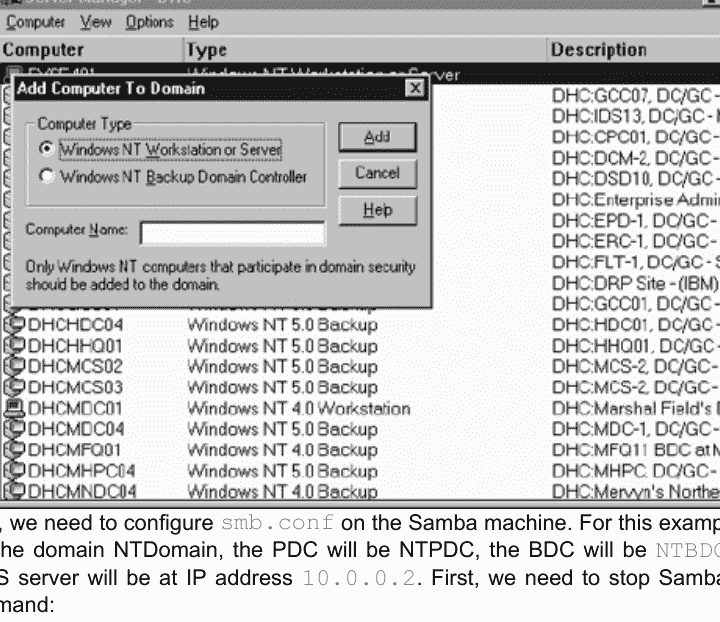 Computer View Options Help
Computer Type Description
Windows NT Workstation or Server
Add Computer To Domain
DHC:GCC07, DC/GC -
Computer Type
DHC:IDS13, DC/GC -
Add
DHC:CPC01, DC/GC -
Windows NT Workstation or Server
DHC:DCM-2, DC/GC -
Cancel
Windows NT Backup Domain Controller
DHC:DSD10, DC/GC -
DHC:Enterprise Admi
Help
DHC:EPD-1, DC/GC -
Computer Name:
DHC:ERC-1, DC/GC -
DHC:FLT-1, DC/GC -
Only Windows NT computers that participate in domain security
DHC:DRP Site - (IBM)
should be added to the domain.
DHC:GCC01, DC/GC -
DHCHDC04 Windows NT 5.0 Backup DHC:HDC01, DC/GC -
DHCHHQ01 Windows NT 5.0 Backup DHC:HHQ01, DC/GC -
DHCMCS02 Windows NT 5.0 Backup DHC:MCS-2, DC/GC -
DHCMCS03 Windows NT 5.0 Backup DHC:MCS-2, DC/GC -
DHCMDC01 Windows NT 4.0 Workstation DHC:Marshal Field's
DHCMDC04 Windows NT 5.0 Backup DHC:MDC-1, DC/GC -
DHCMFQ01 Windows NT 4.0 Backup DHC:MFQ11 BDC at
DHCMHPC04 Windows NT 5.0 Backup DHC:MHPC DC/GC -
DHCMNDC04 Windows NT 4.0 Backup DHC:Mervyn's Northe
, we need to configure smb.conf on the Samba machine. For this examp
he domain NTDomain, the PDC will be NTPDC, the BDC will be NTBDC
S server will be at IP address 10.0.0.2. First, we need to stop Samba
mand: